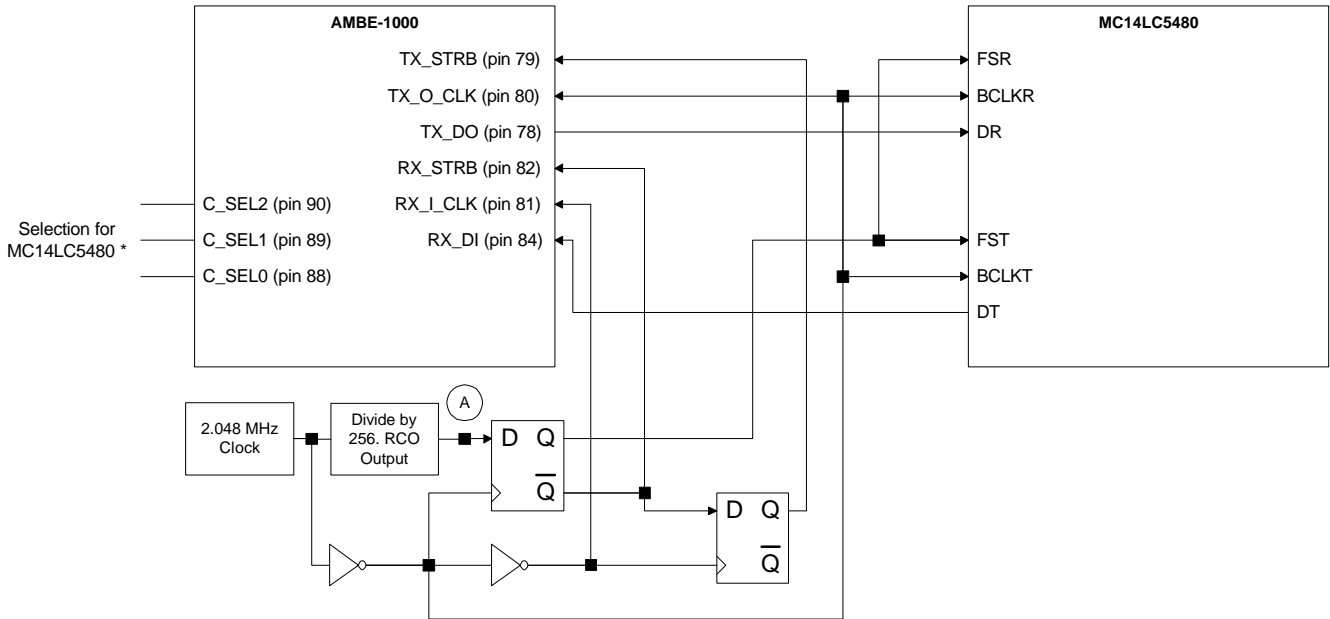 AMBE-1000
MC14LC5480
TX_STRB (pin 79)
TX_O_CLK (pin 80)
TX_DO (pin 78)
RX_STRB (pin 82)
RX_I_CLK (pin 81)
RX_DI (pin 84)
C_SEL2 (pin 90)
C_SEL1 (pin 89)
C_SEL0 (pin 88)
Selection for
MC14LC5480 *
FSR
BCLKR
DR
FST
BCLKT
DT
2.048 MHz
Clock
Divide by
256. RCO
Output
A
D Q
Q
D Q
Q